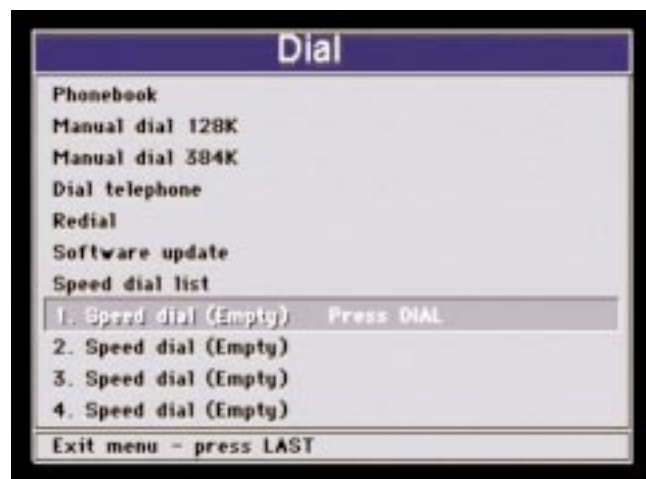 Dial
Phonebook
Manual dial 128K
Manual dial 384K
Dial telephone
Redial
Software update
Speed dial list
1. Speed dial (Empty) Press DIAL
2. Speed dial (Empty)
3. Speed dial (Empty)
4. Speed dial (Empty)
Exit menu - press LAST